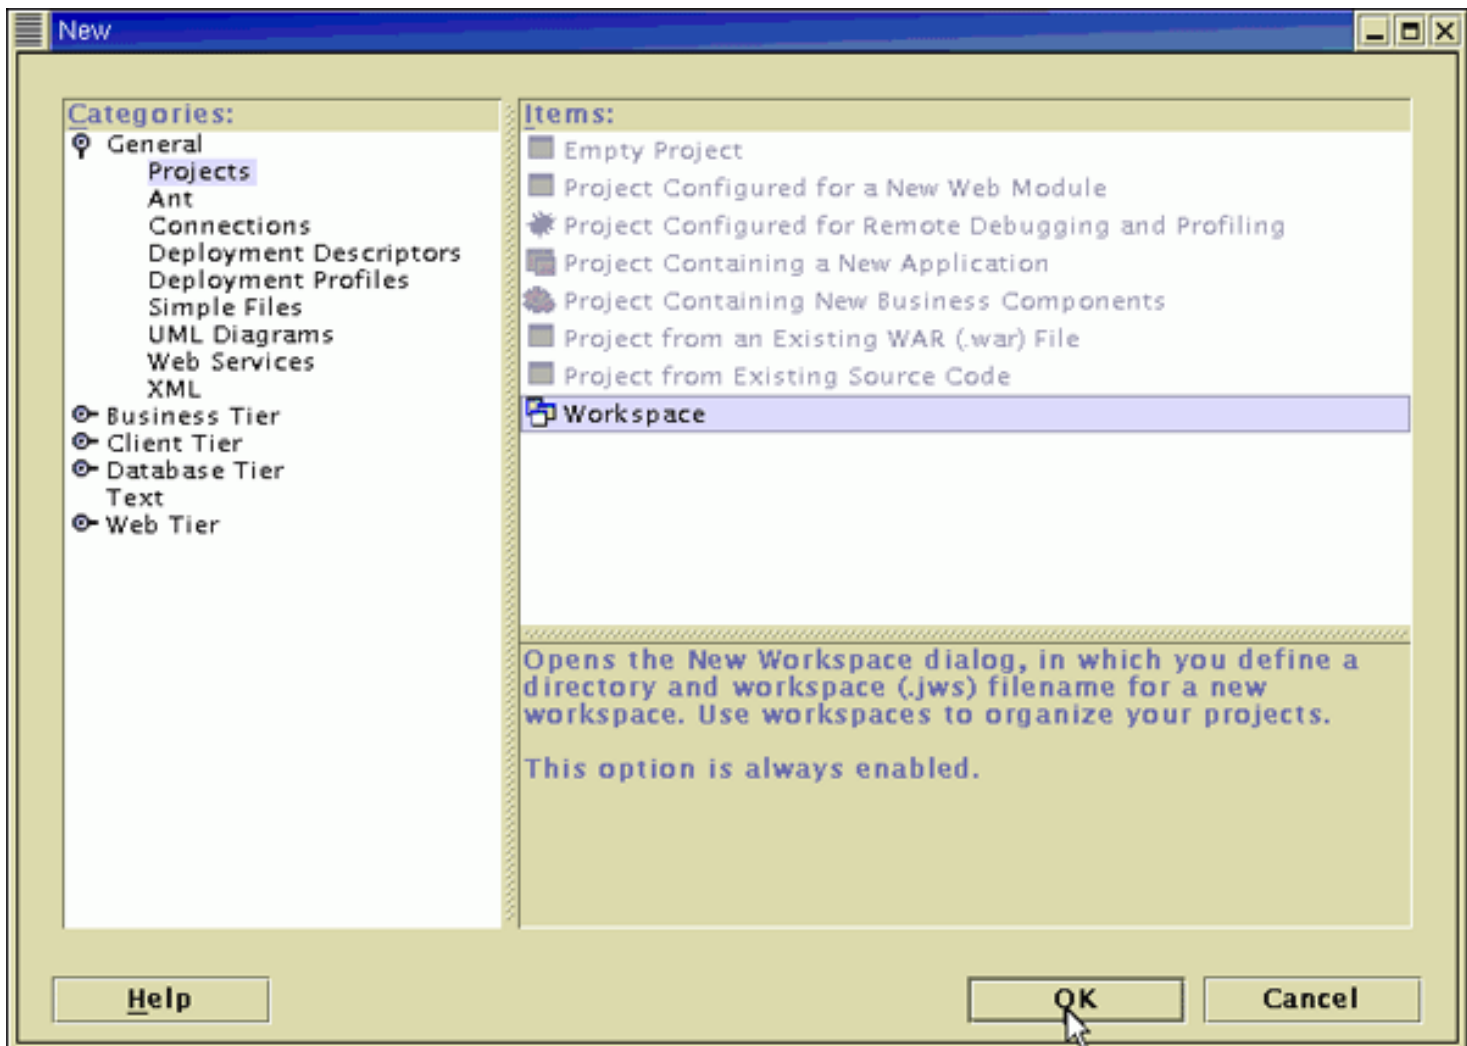 New
Categories:
General
Projects
Ant
Connections
Deployment Descriptors
Deployment Profiles
Simple Files
UML Diagrams
Web Services
XML
Business Tier
Client Tier
Database Tier
Text
Web Tier
Items:
Empty Project
Project Configured for a New Web Module
Project Configured for Remote Debugging and Profiling
Project Containing a New Application
Project Containing New Business Components
Project from an Existing WAR (.war) File
Project from Existing Source Code
Workspace
Opens the New Workspace dialog, in which you define a
directory and workspace (.jws) filename for a new
workspace. Use workspaces to organize your projects.
This option is always enabled.
Help
OK
Cancel